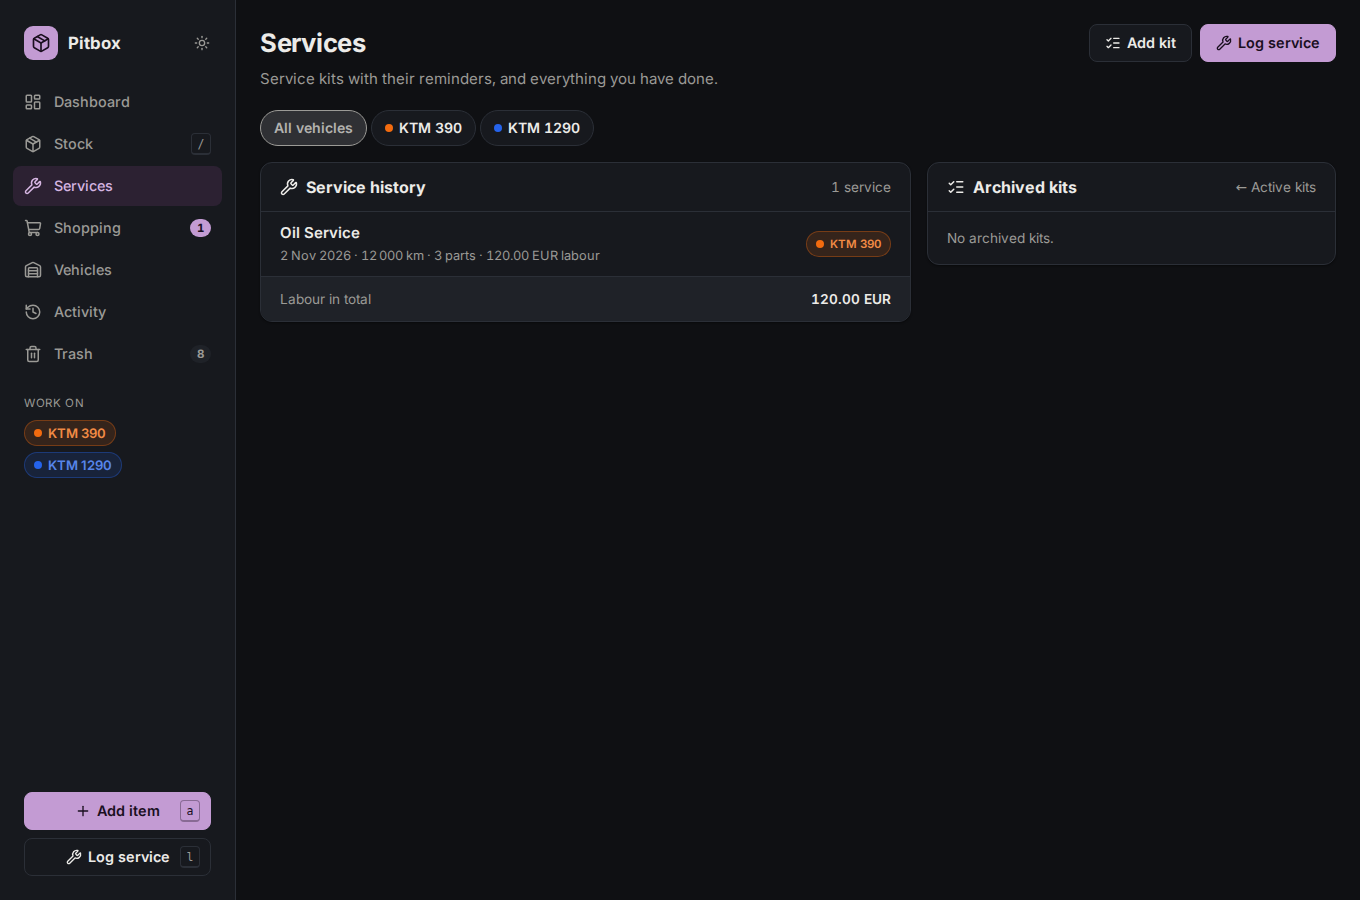 Pitbox
Dashboard
Stock /
Services
Shopping 1
Vehicles
Activity
Trash 8
WORK ON
KTM 390
KTM 1290
Add item a
Log service l
Services
Service kits with their reminders, and everything you have done.
Add kit
Log service
All vehicles
KTM 390
KTM 1290
Service history
1 service
Oil Service
2 Nov 2026 · 12 000 km · 3 parts · 120.00 EUR labour
KTM 390
Labour in total
120.00 EUR
Archived kits
← Active kits
No archived kits.